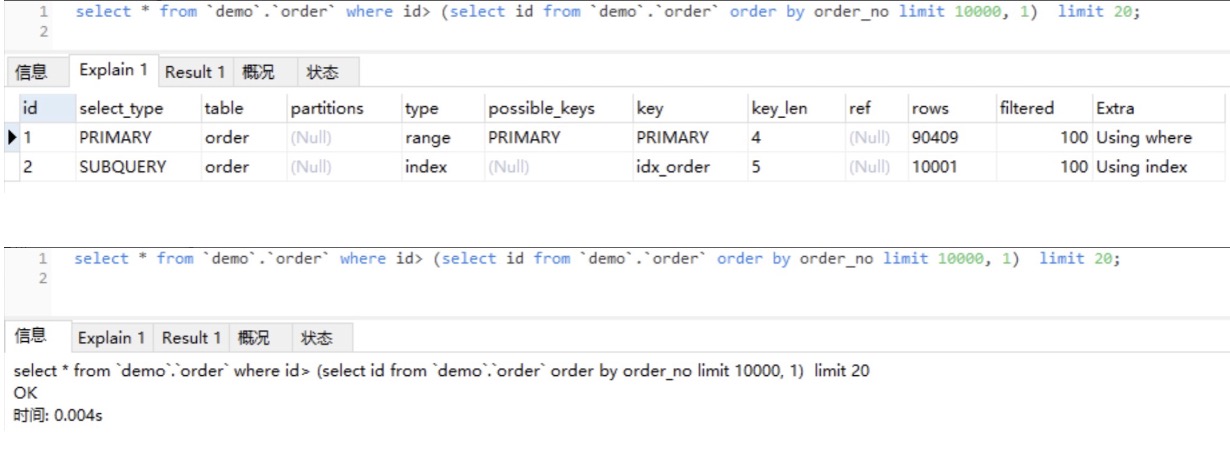 1 select * from `demo`.`order` where id> (select id from `demo`.`order` order by order_no limit 10000, 1)  limit 20;
2
信息 Explain 1 Result 1 概况 状态
id select_type table partitions type possible_keys key key_len ref rows filtered Extra
1 PRIMARY order (Null) range PRIMARY PRIMARY 4 (Null) 90409 100 Using where
2 SUBQUERY order (Null) index (Null) idx_order 5 (Null) 10001 100 Using index
1 select * from `demo`.`order` where id> (select id from `demo`.`order` order by order_no limit 10000, 1)  limit 20;
2
信息 Explain 1 Result 1 概况 状态
select * from `demo`.`order` where id> (select id from `demo`.`order` order by order_no limit 10000, 1)  limit 20
OK
时间: 0.004s